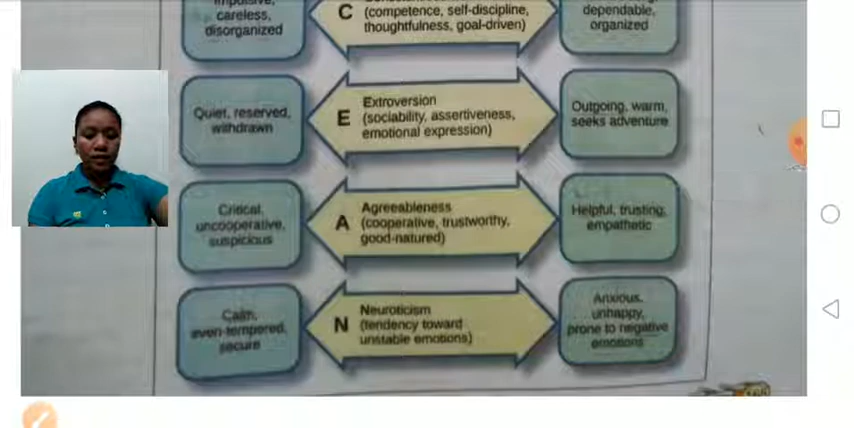 careless,
disorganized
C
(competence, self-discipline,
thoughtfulness, goal-driven)
dependable,
organized
Quiet, reserved,
withdrawn
E
Extroversion
(sociability, assertiveness,
emotional expression)
Outgoing, warm,
seeks adventure
Critical,
uncooperative,
suspicious
A
Agreeableness
(cooperative, trustworthy,
good-natured)
Helpful, trusting,
empathetic
Calm,
even-tempered,
secure
N
Neuroticism
(tendency toward
unstable emotions)
Anxious,
unhappy,
prone to negative
emotions